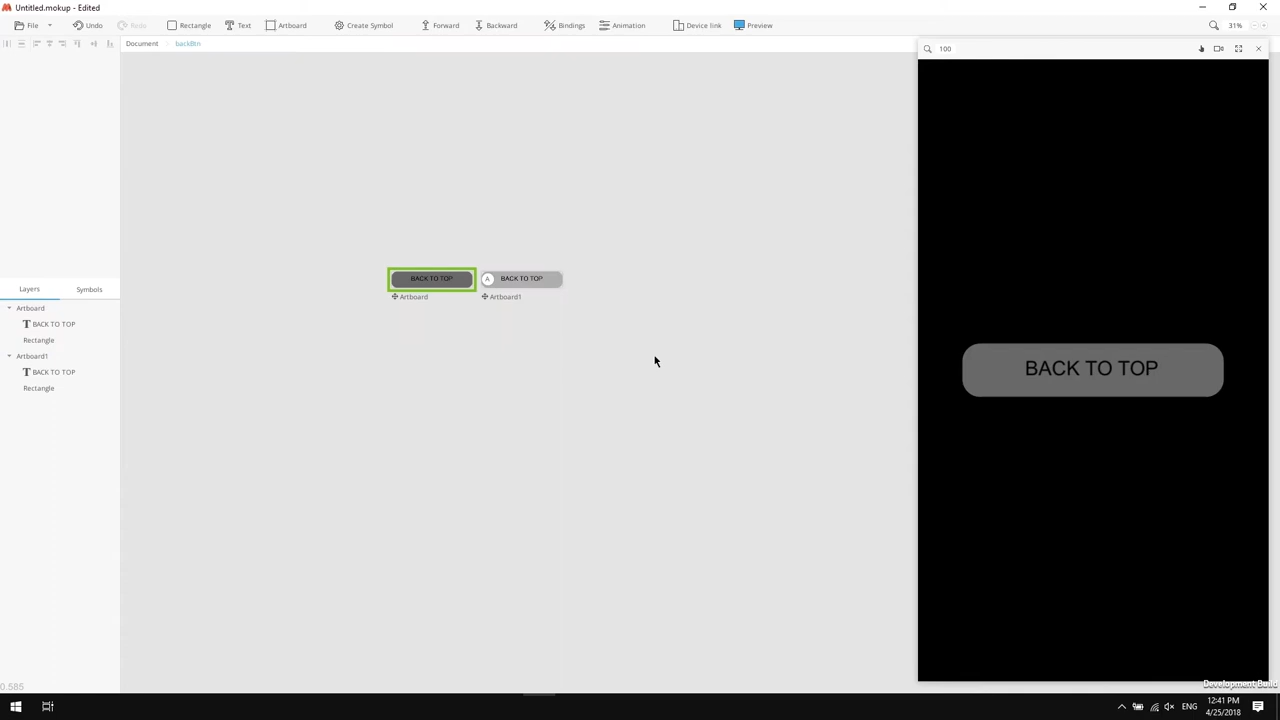 Untitled.mokup - Edited
File Undo Redo Rectangle Text Artboard Create Symbol Forward Backward Bindings Animation Device link Preview 31%
Document backBtn
100
BACK TO TOP
A BACK TO TOP
Artboard
Artboard1
Layers Symbols
Artboard
T BACK TO TOP
Rectangle
Artboard1
T BACK TO TOP
Rectangle
BACK TO TOP
0.585
Development Build
ENG
12:41 PM
4/25/2018